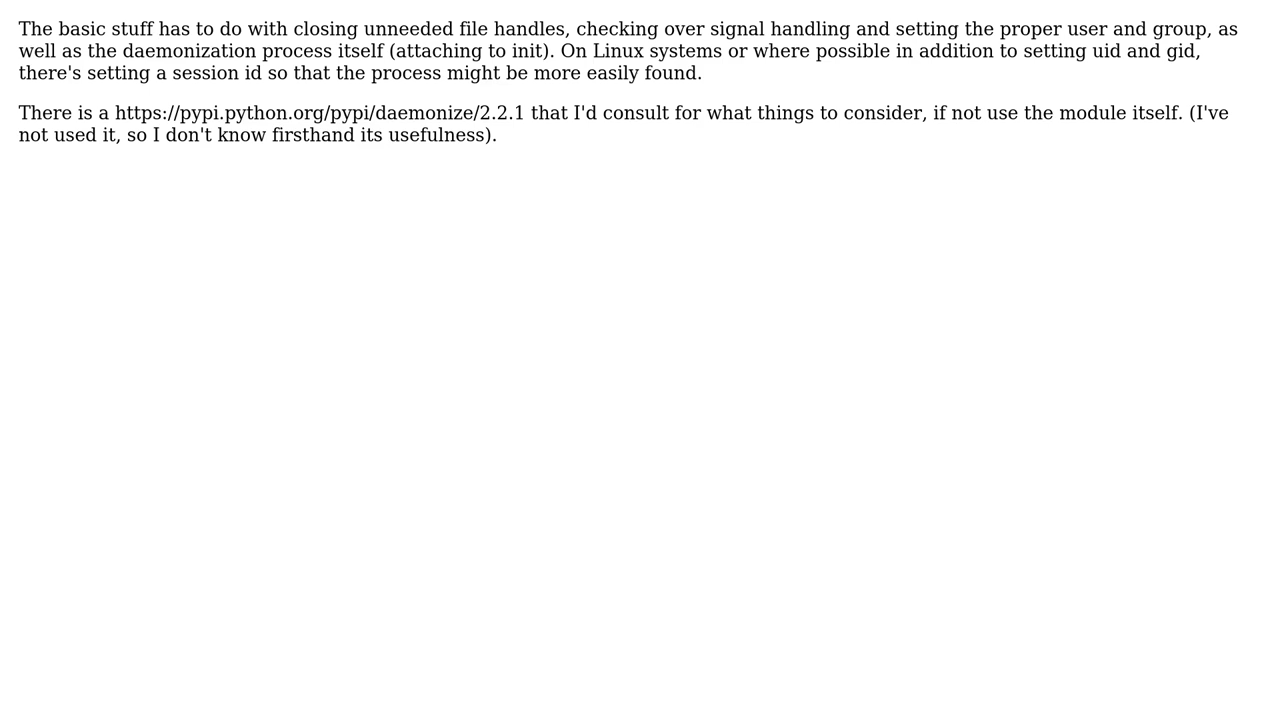 The basic stuff has to do with closing unneeded file handles, checking over signal handling and setting the proper user and group, as
well as the daemonization process itself (attaching to init). On Linux systems or where possible in addition to setting uid and gid,
there's setting a session id so that the process might be more easily found.
There is a https://pypi.python.org/pypi/daemonize/2.2.1 that I'd consult for what things to consider, if not use the module itself. (I've
not used it, so I don't know firsthand its usefulness).